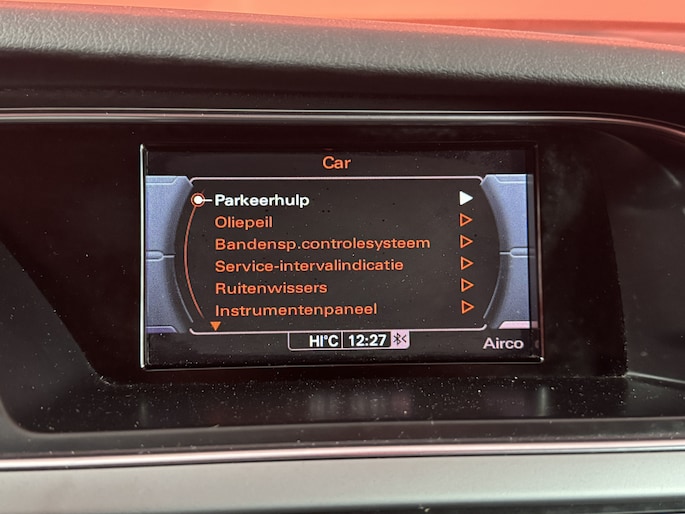 Car
Parkeerhulp
Oliepeil
Bandensp.controlesysteem
Service-intervalindicatie
Ruitenwissers
Instrumentenpaneel
HI°C 12:27
Airco